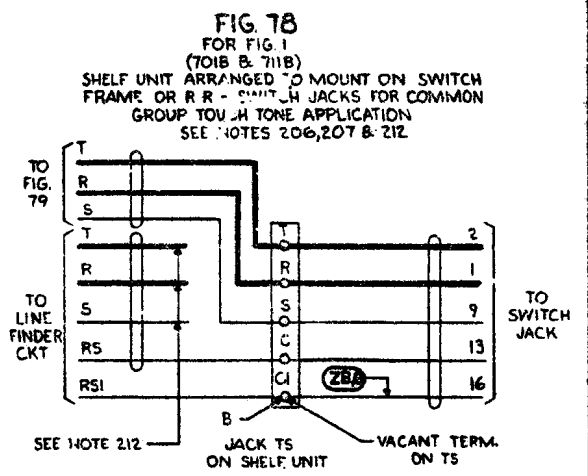 FIG. 78
FOR FIG. 1
(701B & 711B)
SHELF UNIT ARRANGED TO MOUNT ON SWITCH
FRAME OR R R - SWITCH JACKS FOR COMMON
GROUP TOUCH TONE APPLICATION
SEE NOTES 206, 207 & 212
TO
FIG.
79
T
R
S
TO
LINE
FINDER
CKT
T
R
S
RS
RS1
T
R
S
C
C1
2
1
9
13
16
TO
SWITCH
JACK
B
SEE NOTE 212
JACK TS
ON SHELF UNIT
VACANT TERM.
ON TS